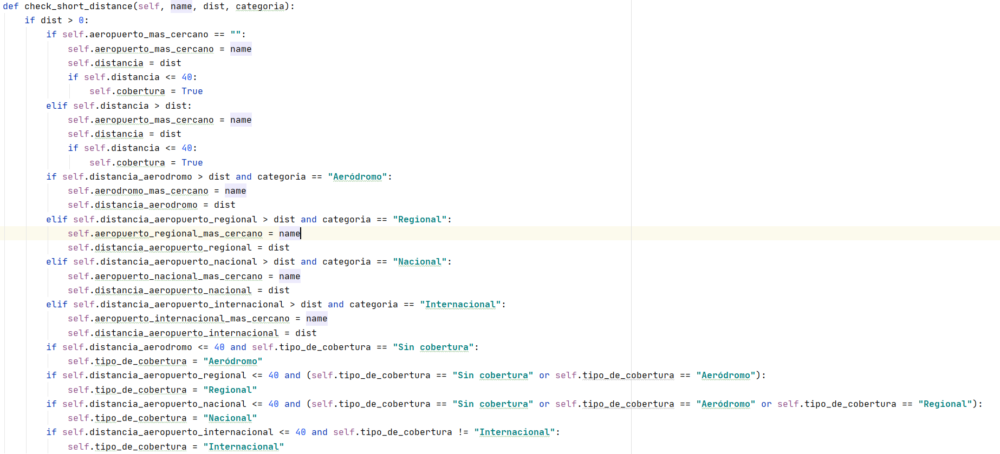 def check_short_distance(self, name, dist, categoria):
    if dist > 0:
        if self.aeropuerto_mas_cercano == "":
            self.aeropuerto_mas_cercano = name
            self.distancia = dist
            if self.distancia <= 40:
                self.cobertura = True
        elif self.distancia > dist:
            self.aeropuerto_mas_cercano = name
            self.distancia = dist
            if self.distancia <= 40:
                self.cobertura = True
        if self.distancia_aerodromo > dist and categoria == "Aeródromo":
            self.aerodromo_mas_cercano = name
            self.distancia_aerodromo = dist
        elif self.distancia_aeropuerto_regional > dist and categoria == "Regional":
            self.aeropuerto_regional_mas_cercano = name
            self.distancia_aeropuerto_regional = dist
        elif self.distancia_aeropuerto_nacional > dist and categoria == "Nacional":
            self.aeropuerto_nacional_mas_cercano = name
            self.distancia_aeropuerto_nacional = dist
        elif self.distancia_aeropuerto_internacional > dist and categoria == "Internacional":
            self.aeropuerto_internacional_mas_cercano = name
            self.distancia_aeropuerto_internacional = dist
        if self.distancia_aerodromo <= 40 and self.tipo_de_cobertura == "Sin cobertura":
            self.tipo_de_cobertura = "Aeródromo"
        if self.distancia_aeropuerto_regional <= 40 and (self.tipo_de_cobertura == "Sin cobertura" or self.tipo_de_cobertura == "Aeródromo"):
            self.tipo_de_cobertura = "Regional"
        if self.distancia_aeropuerto_nacional <= 40 and (self.tipo_de_cobertura == "Sin cobertura" or self.tipo_de_cobertura == "Aeródromo" or self.tipo_de_cobertura == "Regional"):
            self.tipo_de_cobertura = "Nacional"
        if self.distancia_aeropuerto_internacional <= 40 and self.tipo_de_cobertura != "Internacional":
            self.tipo_de_cobertura = "Internacional"